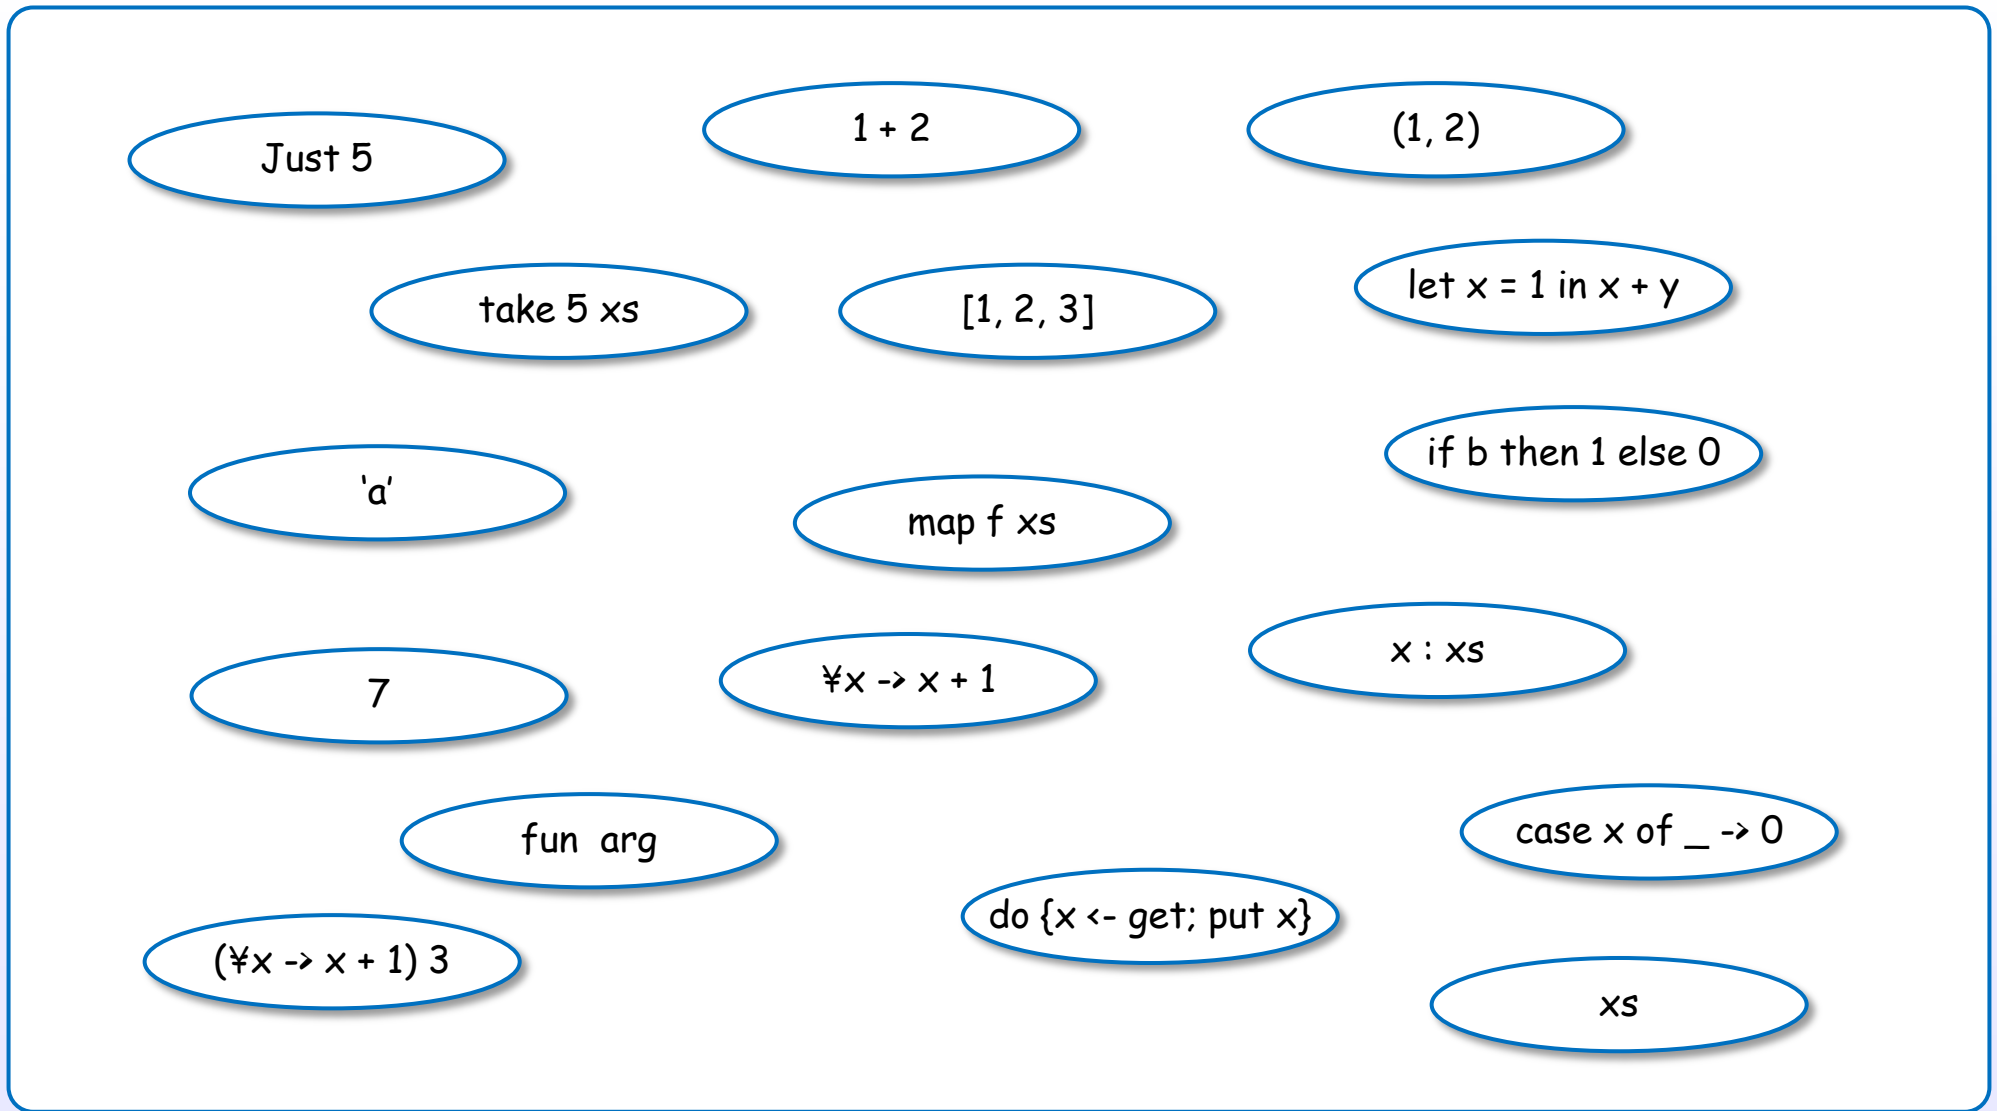 Just 5
1 + 2
(1, 2)
take 5 xs
[1, 2, 3]
let x = 1 in x + y
if b then 1 else 0
‘a’
map f xs
x : xs
7
¥x -> x + 1
fun  arg
case x of _ -> 0
do {x <- get; put x}
(¥x -> x + 1) 3
xs